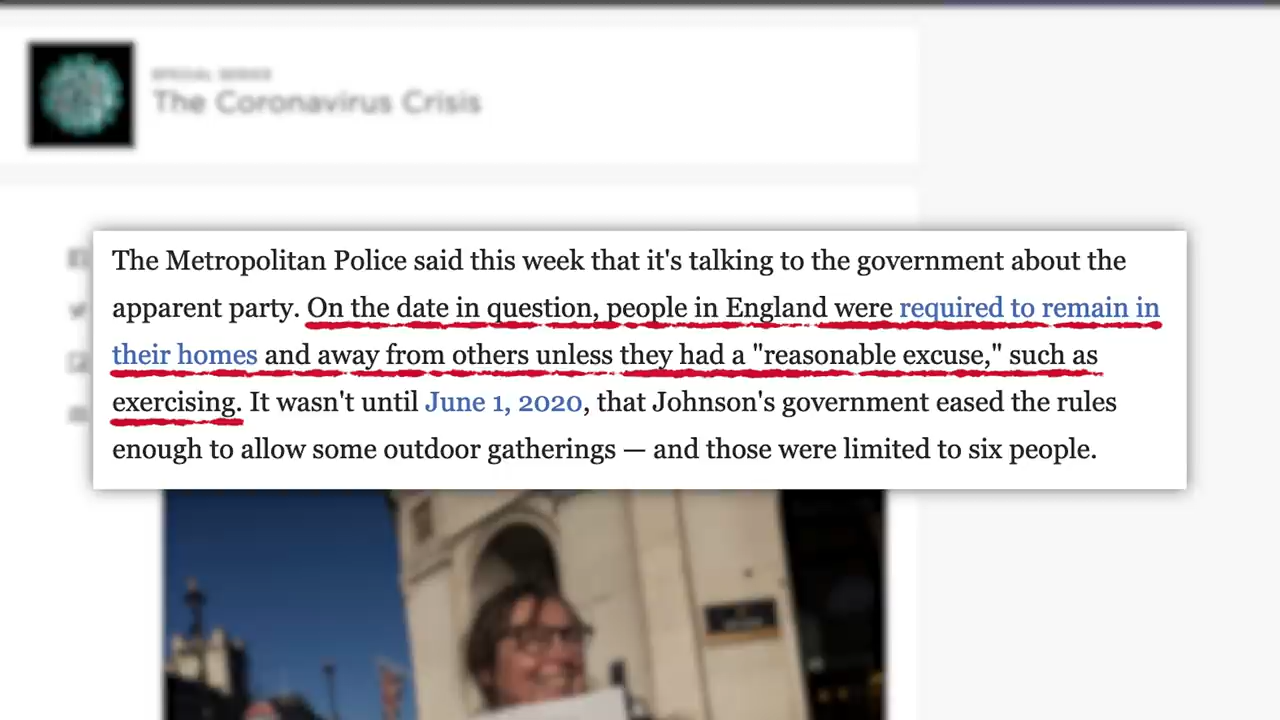 SPECIAL SERIES
The Coronavirus Crisis
The Metropolitan Police said this week that it's talking to the government about the
apparent party. On the date in question, people in England were required to remain in
their homes and away from others unless they had a "reasonable excuse," such as
exercising. It wasn't until June 1, 2020, that Johnson's government eased the rules
enough to allow some outdoor gatherings — and those were limited to six people.